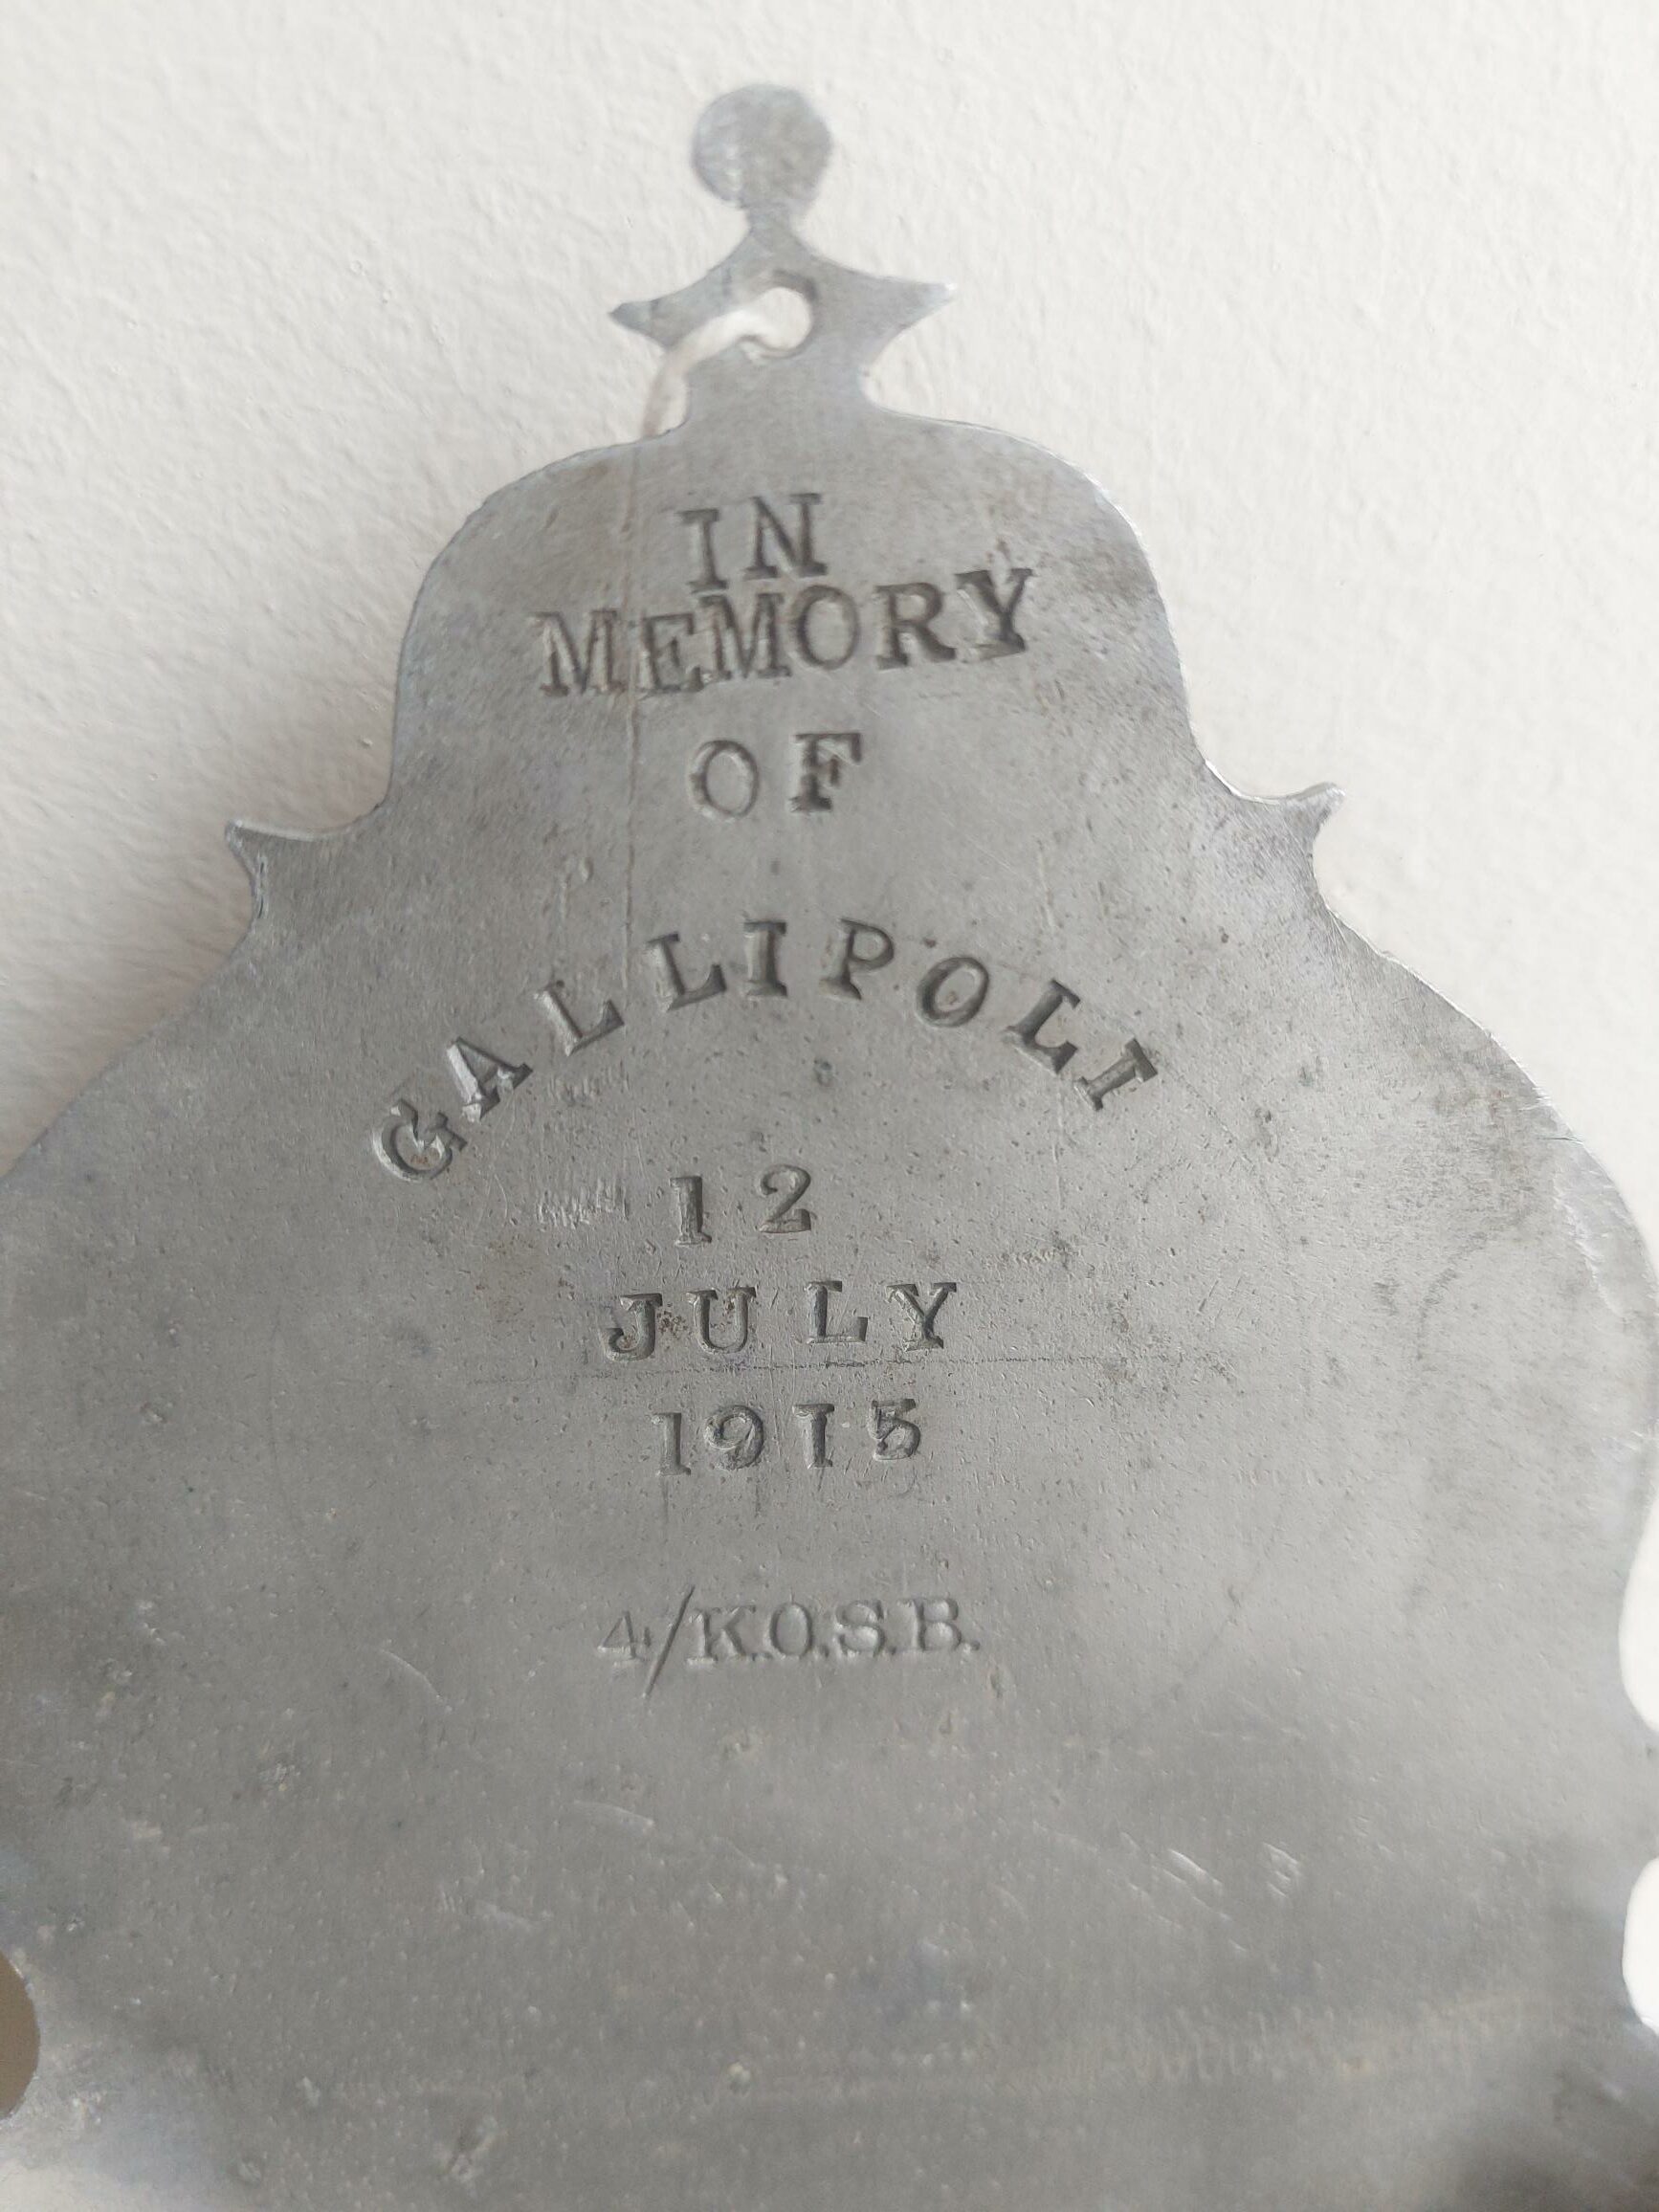 IN
MEMORY
OF
GALLIPOLI
12
JULY
1915
4/K.O.S.B.